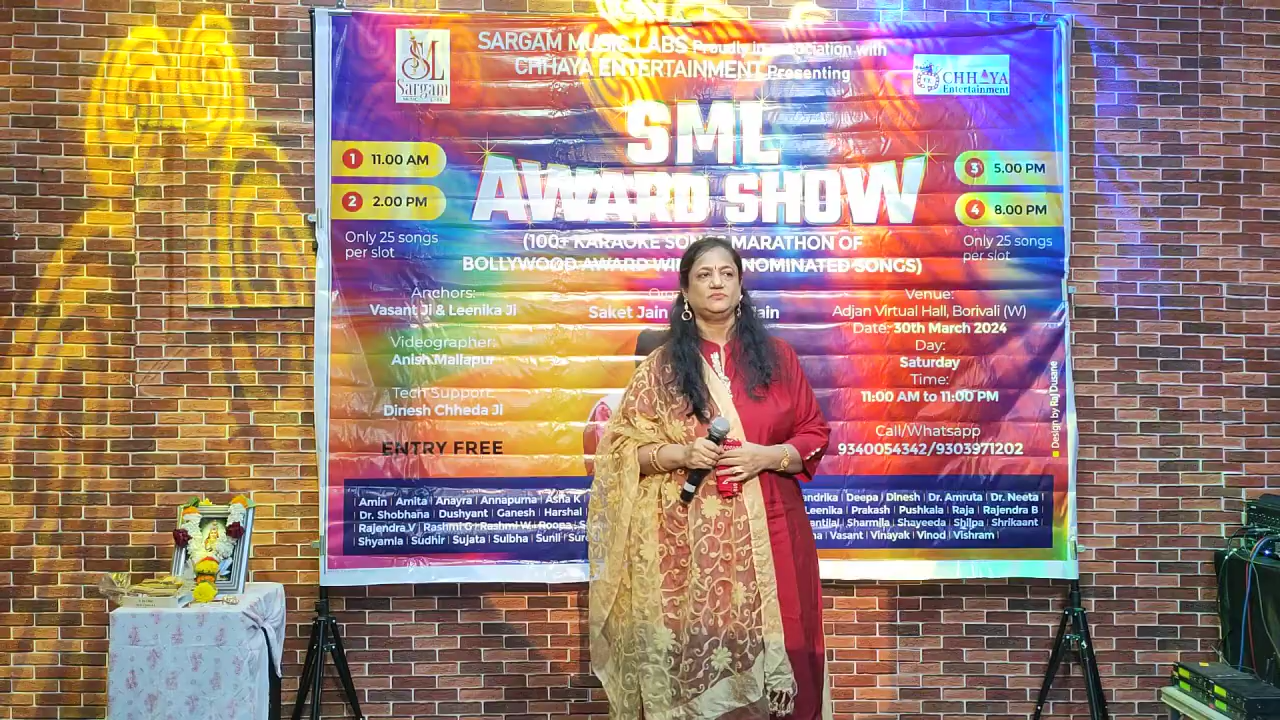 SML
Sargam
SARGAM MUSIC LABS Proudly in association with
CHHAYA ENTERTAINMENT Presenting
CHHAYA
Entertainment
SML
AWARD SHOW
1 11.00 AM
2 2.00 PM
Only 25 songs
per slot
3 5.00 PM
4 8.00 PM
Only 25 songs
per slot
(100+ KARAOKE SONGS MARATHON OF
BOLLYWOOD AWARD NOMINATED SONGS)
Anchors:
Vasant Ji & Leenika Ji
Videographer:
Anish Mallapur
Tech Support:
Dinesh Chheda Ji
ENTRY FREE
Saket Jain
Venue:
Adjan Virtual Hall, Borivali (W)
Date: 30th March 2024
Day:
Saturday
Time:
11:00 AM to 11:00 PM
Call/Whatsapp
9340054342/9303971202
Design by Raj Dusane
Amin | Amita | Anayra | Annapurna | Asha K
Dr. Shobhana | Dushyant | Ganesh | Harshal
Rajendra V | Rashmi G | Rashmi W | Roopa
Shyamla | Sudhir | Sujata | Sulbha | Sunil
Deepa | Dinesh | Dr. Amruta | Dr. Neeta
Leenika | Prakash | Pushkala | Raja | Rajendra B
Sharmila | Shayeeda | Shilpa | Shrikaant
Vasant | Vinayak | Vinod | Vishram